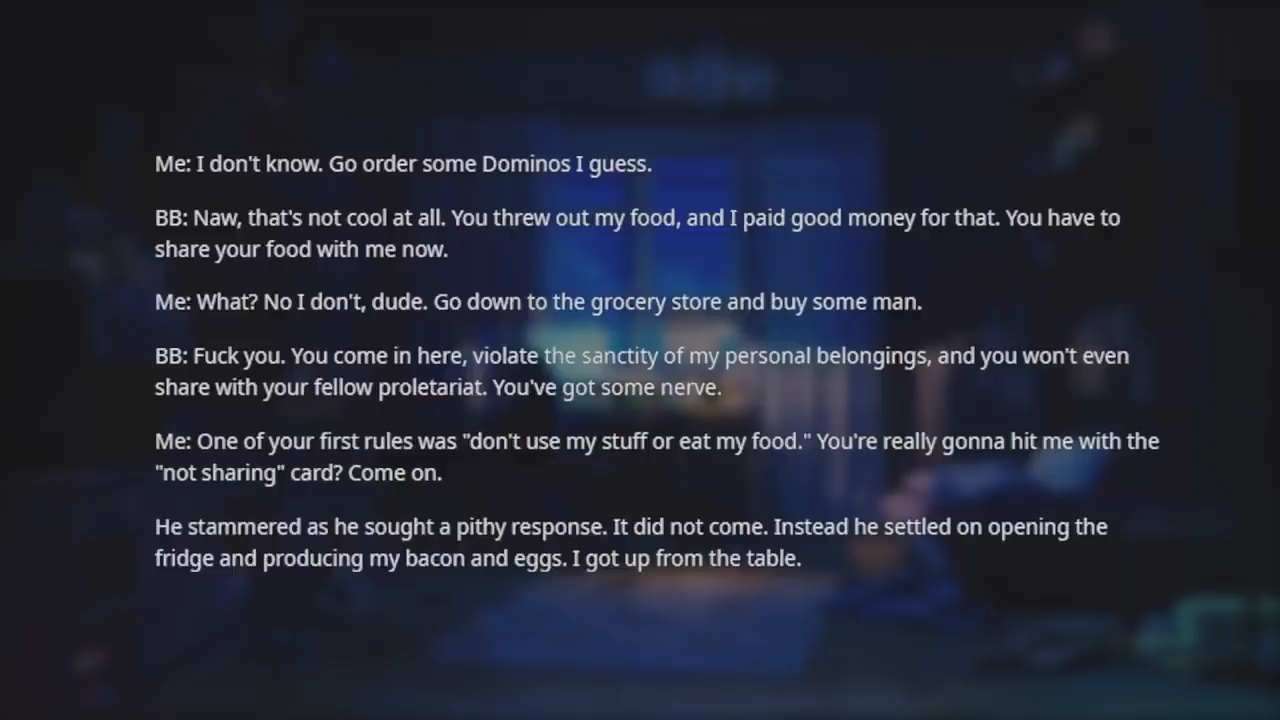 Me: I don't know. Go order some Dominos I guess.
BB: Naw, that's not cool at all. You threw out my food, and I paid good money for that. You have to
share your food with me now.
Me: What? No I don't, dude. Go down to the grocery store and buy some man.
BB: Fuck you. You come in here, violate the sanctity of my personal belongings, and you won't even
share with your fellow proletariat. You've got some nerve.
Me: One of your first rules was "don't use my stuff or eat my food." You're really gonna hit me with the
"not sharing" card? Come on.
He stammered as he sought a pithy response. It did not come. Instead he settled on opening the
fridge and producing my bacon and eggs. I got up from the table.